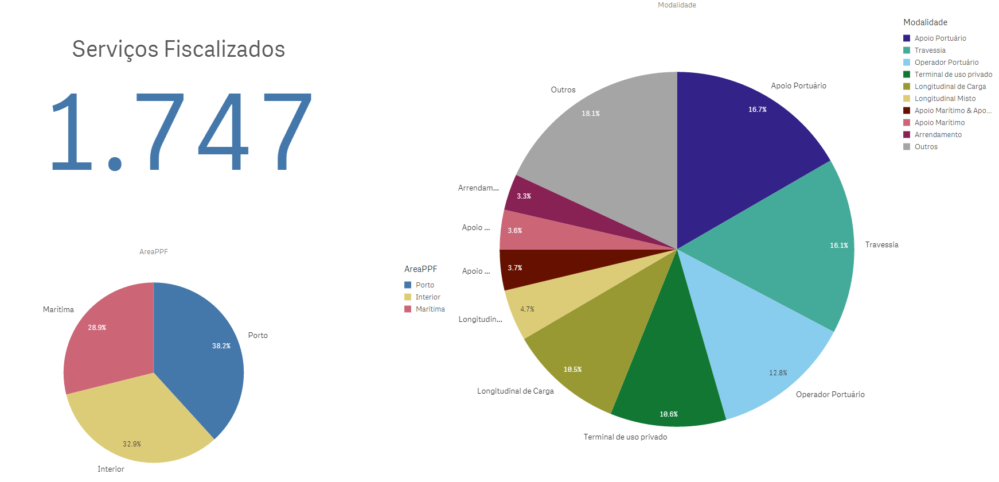 Serviços Fiscalizados
1.747
AreaPPF
Marítima
28.9%
Porto
38.2%
32.9%
Interior
AreaPPF
Porto
Interior
Marítima
Modalidade
Outros
18.1%
Apoio Portuário
16.7%
Arrendam...
3.3%
Apoio ...
3.6%
Travessia
16.1%
Apoio ...
3.7%
Longitudin...
4.7%
10.5%
Longitudinal de Carga
12.8%
Operador Portuário
10.6%
Terminal de uso privado
Modalidade
Apoio Portuário
Travessia
Operador Portuário
Terminal de uso privado
Longitudinal de Carga
Longitudinal Misto
Apoio Marítimo & Apo...
Apoio Marítimo
Arrendamento
Outros